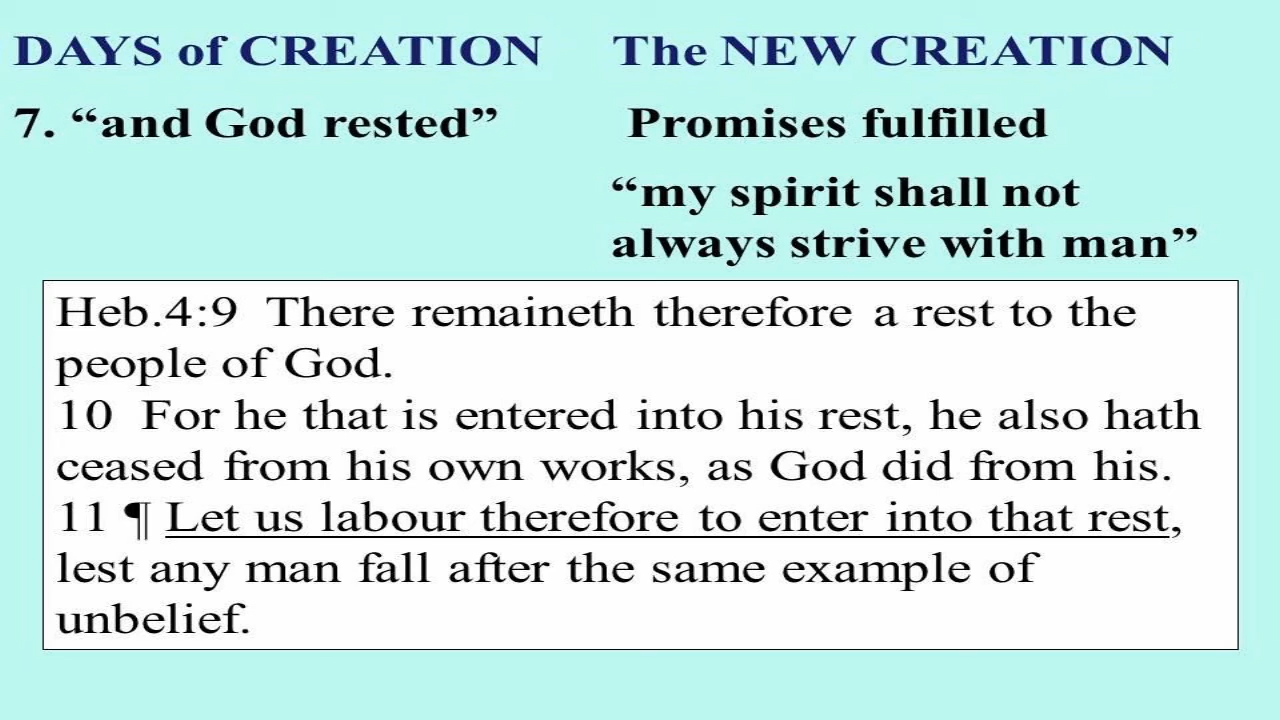 DAYS of CREATION The NEW CREATION
7. “and God rested” Promises fulfilled
“my spirit shall not
always strive with man”
Heb.4:9 There remaineth therefore a rest to the
people of God.
10 For he that is entered into his rest, he also hath
ceased from his own works, as God did from his.
11 ¶ Let us labour therefore to enter into that rest,
lest any man fall after the same example of
unbelief.